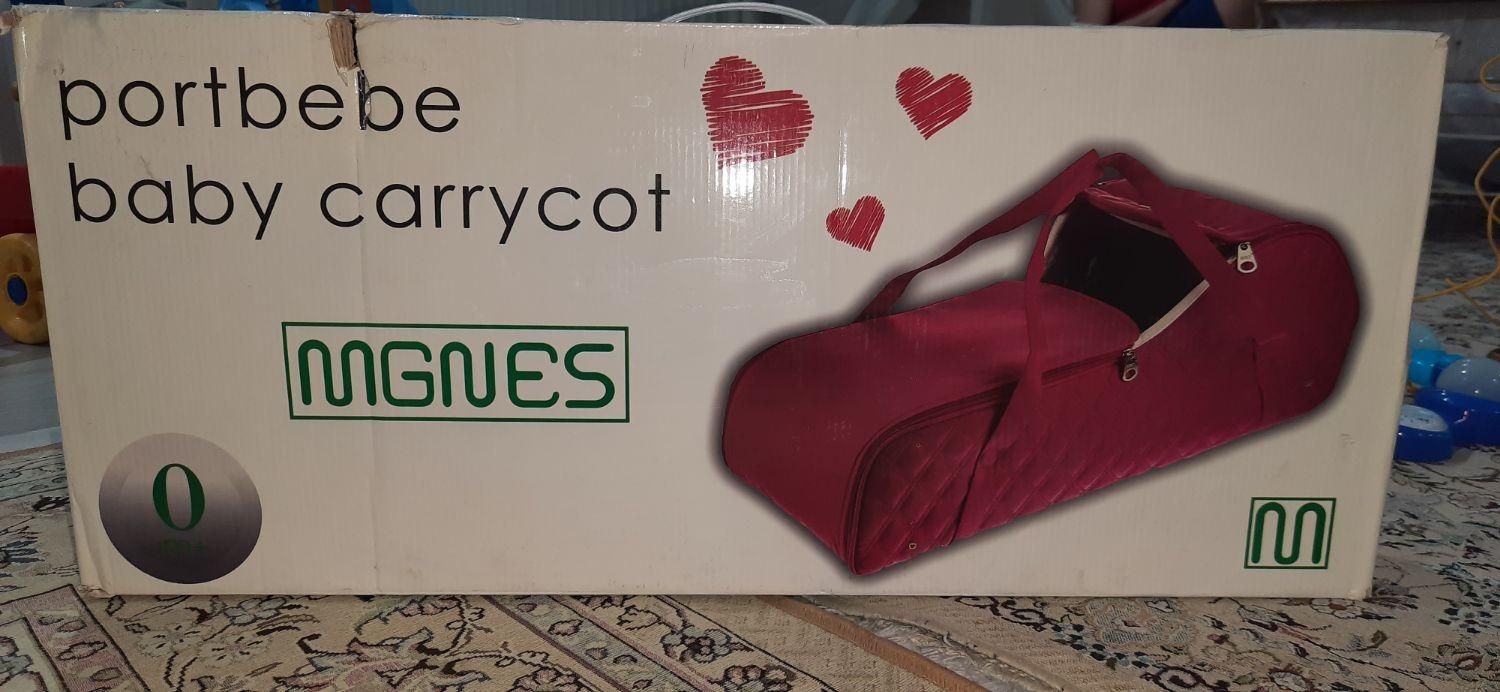 portbebe
baby carrycot
MGNES
0
m+
M